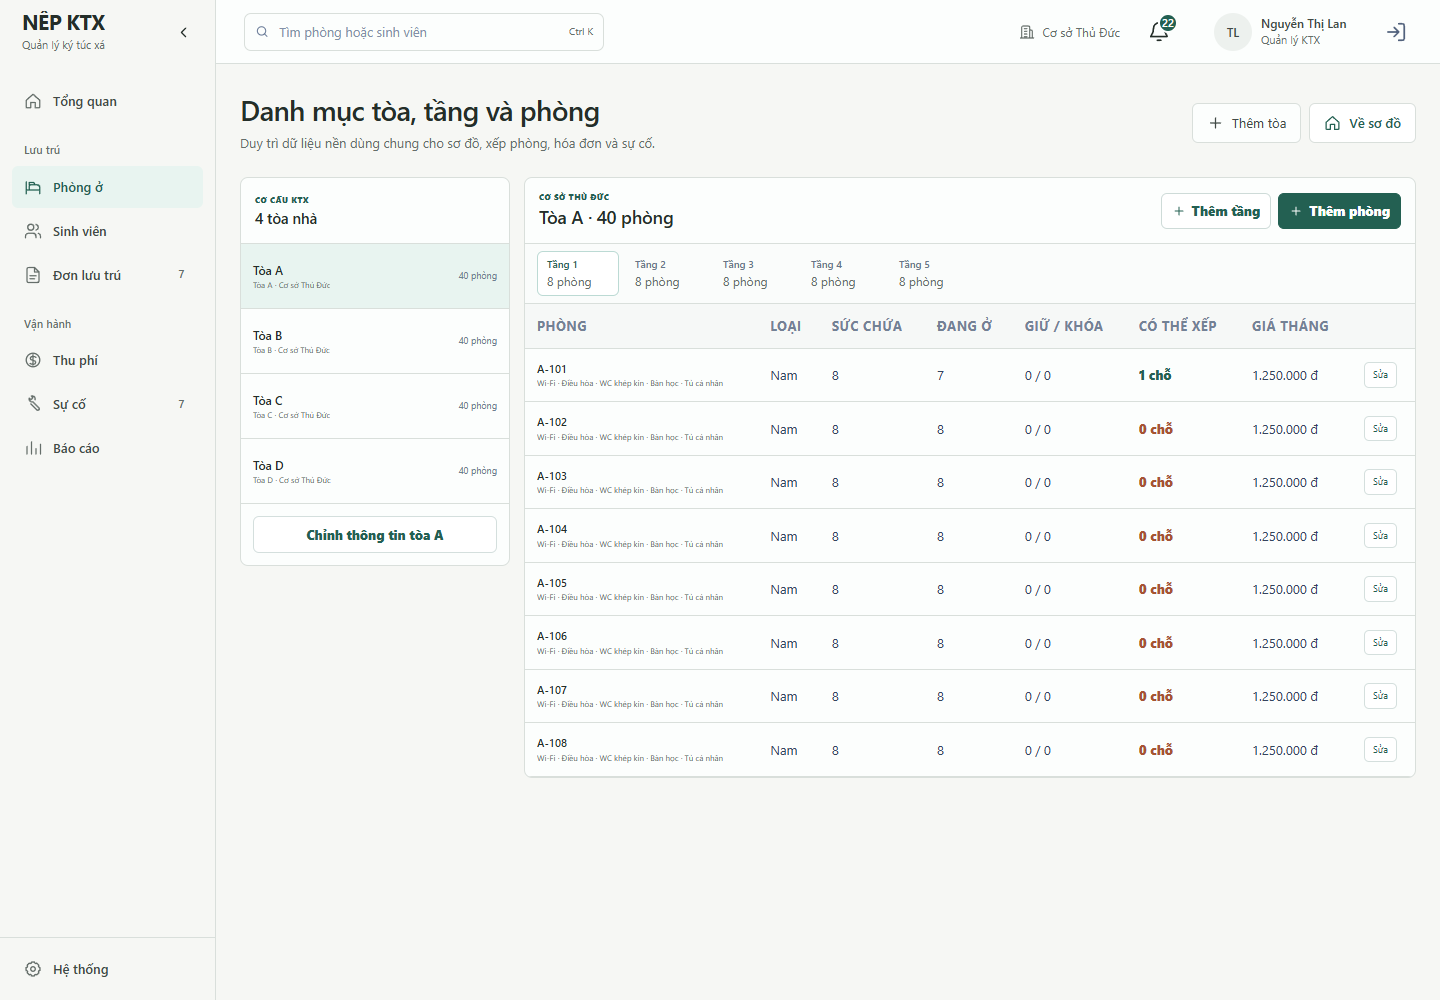 NẾP KTX
Quản lý ký túc xá
Tìm phòng hoặc sinh viên
Ctrl K
Cơ sở Thủ Đức
22
TL
Nguyễn Thị Lan
Quản lý KTX
Tổng quan
Lưu trú
Phòng ở
Sinh viên
Đơn lưu trú
7
Vận hành
Thu phí
Sự cố
7
Báo cáo
Hệ thống
Danh mục tòa, tầng và phòng
Duy trì dữ liệu nền dùng chung cho sơ đồ, xếp phòng, hóa đơn và sự cố.
Thêm tòa
Về sơ đồ
CƠ CẤU KTX
4 tòa nhà
Tòa A
Tòa A · Cơ sở Thủ Đức
40 phòng
Tòa B
Tòa B · Cơ sở Thủ Đức
40 phòng
Tòa C
Tòa C · Cơ sở Thủ Đức
40 phòng
Tòa D
Tòa D · Cơ sở Thủ Đức
40 phòng
Chỉnh thông tin tòa A
CƠ SỞ THỦ ĐỨC
Tòa A · 40 phòng
Thêm tầng
Thêm phòng
Tầng 1
8 phòng
Tầng 2
8 phòng
Tầng 3
8 phòng
Tầng 4
8 phòng
Tầng 5
8 phòng
PHÒNG LOẠI SỨC CHỨA ĐANG Ở GIỮ / KHÓA CÓ THỂ XẾP GIÁ THÁNG
A-101
Wi-Fi · Điều hòa · WC khép kín · Bàn học · Tủ cá nhân
Nam 8 7 0 / 0 1 chỗ 1.250.000 đ Sửa
A-102
Wi-Fi · Điều hòa · WC khép kín · Bàn học · Tủ cá nhân
Nam 8 8 0 / 0 0 chỗ 1.250.000 đ Sửa
A-103
Wi-Fi · Điều hòa · WC khép kín · Bàn học · Tủ cá nhân
Nam 8 8 0 / 0 0 chỗ 1.250.000 đ Sửa
A-104
Wi-Fi · Điều hòa · WC khép kín · Bàn học · Tủ cá nhân
Nam 8 8 0 / 0 0 chỗ 1.250.000 đ Sửa
A-105
Wi-Fi · Điều hòa · WC khép kín · Bàn học · Tủ cá nhân
Nam 8 8 0 / 0 0 chỗ 1.250.000 đ Sửa
A-106
Wi-Fi · Điều hòa · WC khép kín · Bàn học · Tủ cá nhân
Nam 8 8 0 / 0 0 chỗ 1.250.000 đ Sửa
A-107
Wi-Fi · Điều hòa · WC khép kín · Bàn học · Tủ cá nhân
Nam 8 8 0 / 0 0 chỗ 1.250.000 đ Sửa
A-108
Wi-Fi · Điều hòa · WC khép kín · Bàn học · Tủ cá nhân
Nam 8 8 0 / 0 0 chỗ 1.250.000 đ Sửa